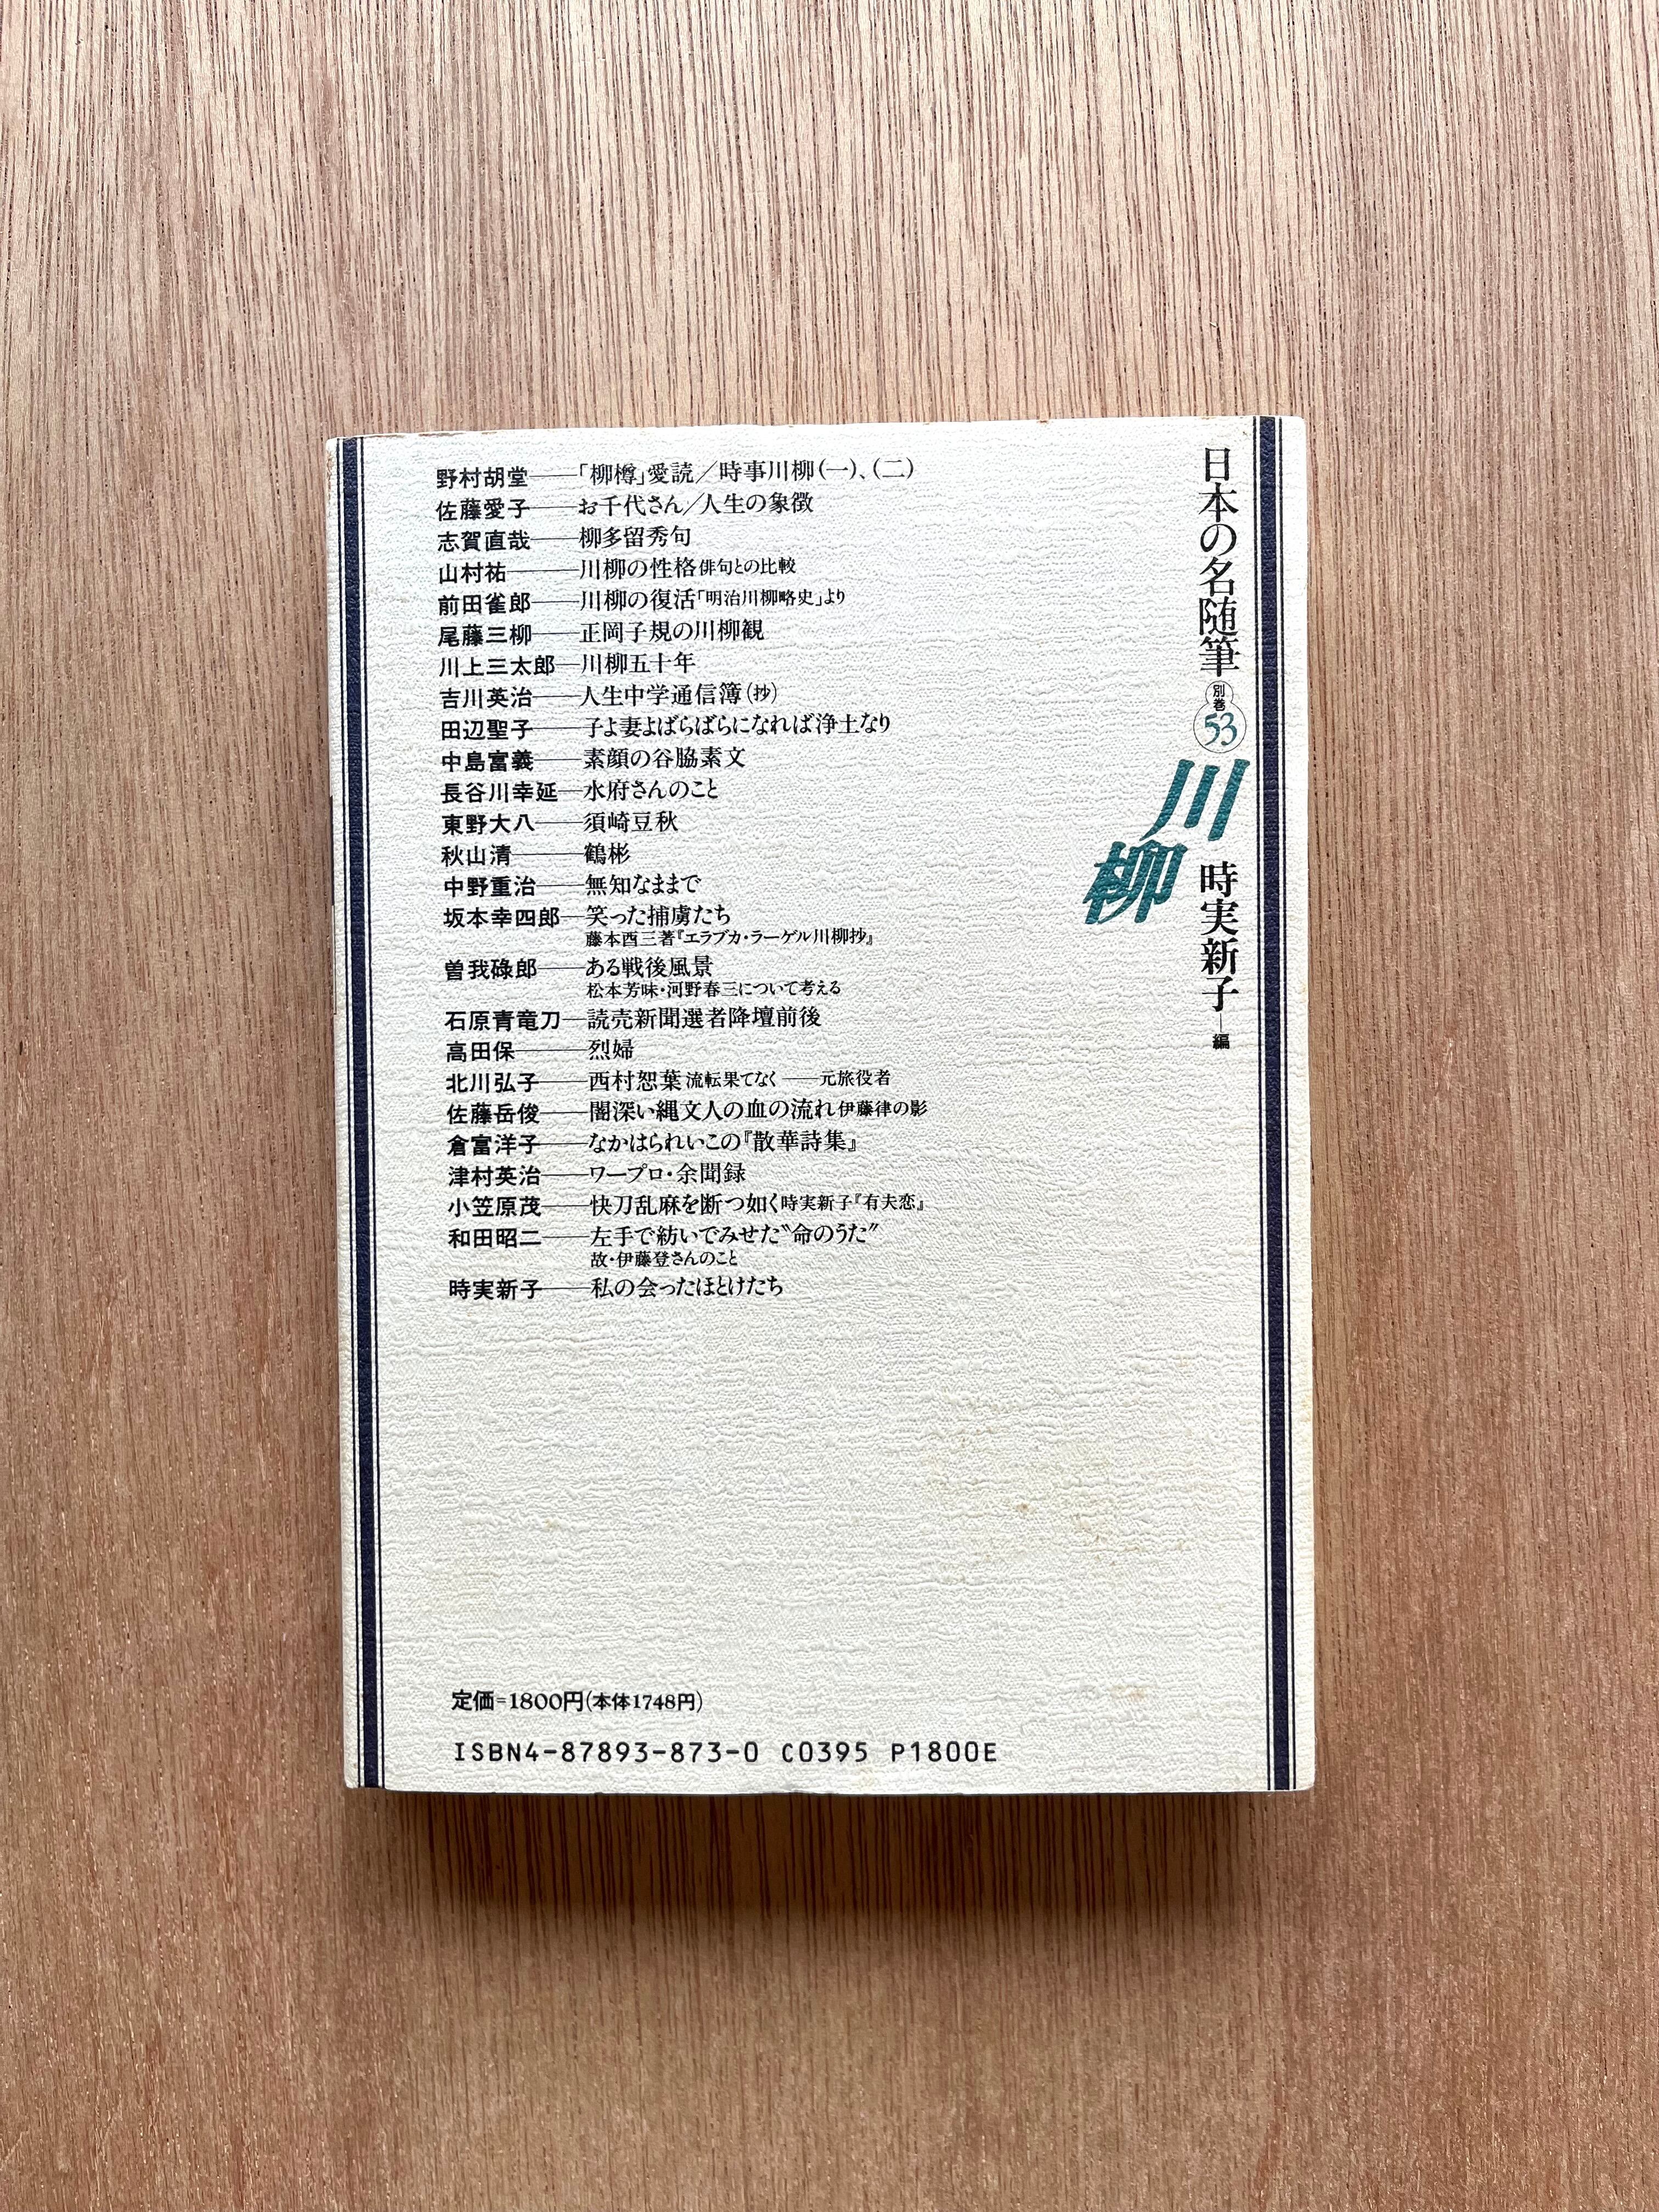 日本の名随筆
別巻
53
川柳
時実新子―編
野村胡堂――「柳樽」愛読／時事川柳(一)、(二)
佐藤愛子――お千代さん／人生の象徴
志賀直哉――柳多留秀句
山村祐――川柳の性格 俳句との比較
前田雀郎――川柳の復活「明治川柳略史」より
尾藤三柳――正岡子規の川柳観
川上三太郎―川柳五十年
吉川英治――人生中学通信簿(抄)
田辺聖子――子よ妻よばらばらになれば浄土なり
中島富義――素顔の谷脇素文
長谷川幸延―水府さんのこと
東野大八――須崎豆秋
秋山清――鶴彬
中野重治――無知なままで
坂本幸四郎―笑った捕虜たち
藤本酉三著『エラブカ・ラーゲル川柳抄』
曽我碌郎――ある戦後風景
松本芳味・河野春三について考える
石原青竜刀―読売新聞選者降壇前後
高田保――烈婦
北川弘子――西村恕葉 流転果てなく――元旅役者
佐藤岳俊――闇深い縄文人の血の流れ 伊藤律の影
倉富洋子――なかはられいこの『散華詩集』
津村英治――ワープロ・余聞録
小笠原茂――快刀乱麻を断つ如く 時実新子『有夫恋』
和田昭二――左手で紡いでみせた〝命のうた〟
故・伊藤登さんのこと
時実新子――私の会ったほとけたち
定価=1800円(本体1748円)
ISBN4-87893-873-0 C0395 P1800E